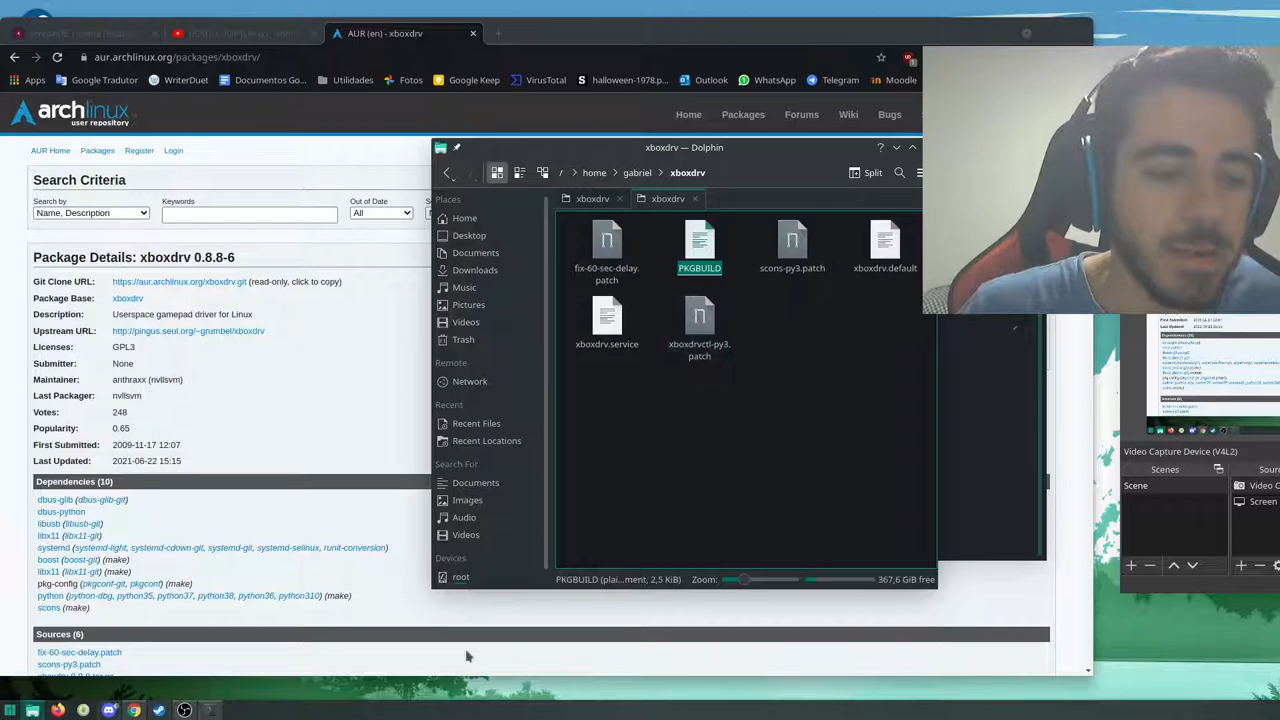 AUR (en) - xboxdrv
aur.archlinux.org/packages/xboxdrv/
Apps
Google Tradutor
WriterDuet
Documentos Go...
Utilidades
Fotos
Google Keep
VirusTotal
halloween-1978.p...
Outlook
WhatsApp
Telegram
Moodle
archlinux
user repository
Home
Packages
Forums
Wiki
Bugs
AUR Home
Packages
Register
Login
Search Criteria
Search by
Keywords
Out of Date
Name, Description
All
Package Details: xboxdrv 0.8.8-6
Git Clone URL: https://aur.archlinux.org/xboxdrv.git (read-only, click to copy)
Package Base: xboxdrv
Description: Userspace gamepad driver for Linux
Upstream URL: http://pingus.seul.org/~grumbel/xboxdrv
Licenses: GPL3
Submitter: None
Maintainer: anthraxx (nvllsvm)
Last Packager: nvllsvm
Votes: 248
Popularity: 0.65
First Submitted: 2009-11-17 12:07
Last Updated: 2021-06-22 15:15
Dependencies (10)
dbus-glib (dbus-glib-git)
dbus-python
libusb (libusb-git)
libx11 (libx11-git)
systemd (systemd-light, systemd-cdown-git, systemd-git, systemd-selinux, runit-conversion)
boost (boost-git) (make)
libx11 (libx11-git) (make)
pkg-config (pkgconf-git, pkgconf) (make)
python (python-dbg, python35, python37, python38, python36, python310) (make)
scons (make)
Sources (6)
fix-60-sec-delay.patch
scons-py3.patch
xboxdrv — Dolphin
/ home gabriel xboxdrv
Split
Places
Home
Desktop
Documents
Downloads
Music
Pictures
Videos
Trash
Remote
Network
Recent
Recent Files
Recent Locations
Search For
Documents
Images
Audio
Videos
Devices
root
xboxdrv
xboxdrv
fix-60-sec-delay.
patch
PKGBUILD
scons-py3.patch
xboxdrv.default
xboxdrv.service
xboxdrvctl-py3.
patch
PKGBUILD (plai...ment, 2,5 KiB)
Zoom:
367,6 GiB free
Video Capture Device (V4L2)
Scenes
Scene
Video C
Screen